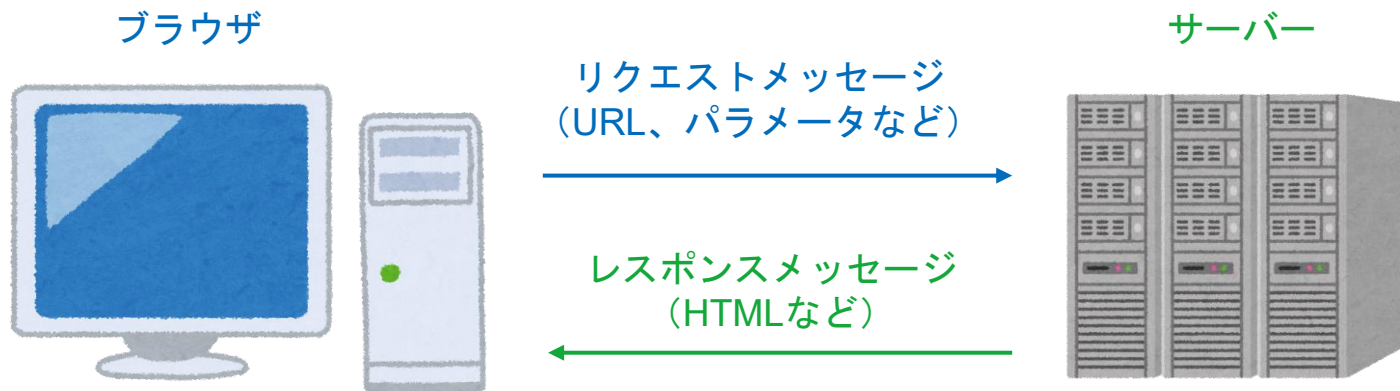 ブラウザ
サーバー
リクエストメッセージ
（URL、パラメータなど）
レスポンスメッセージ
（HTMLなど）